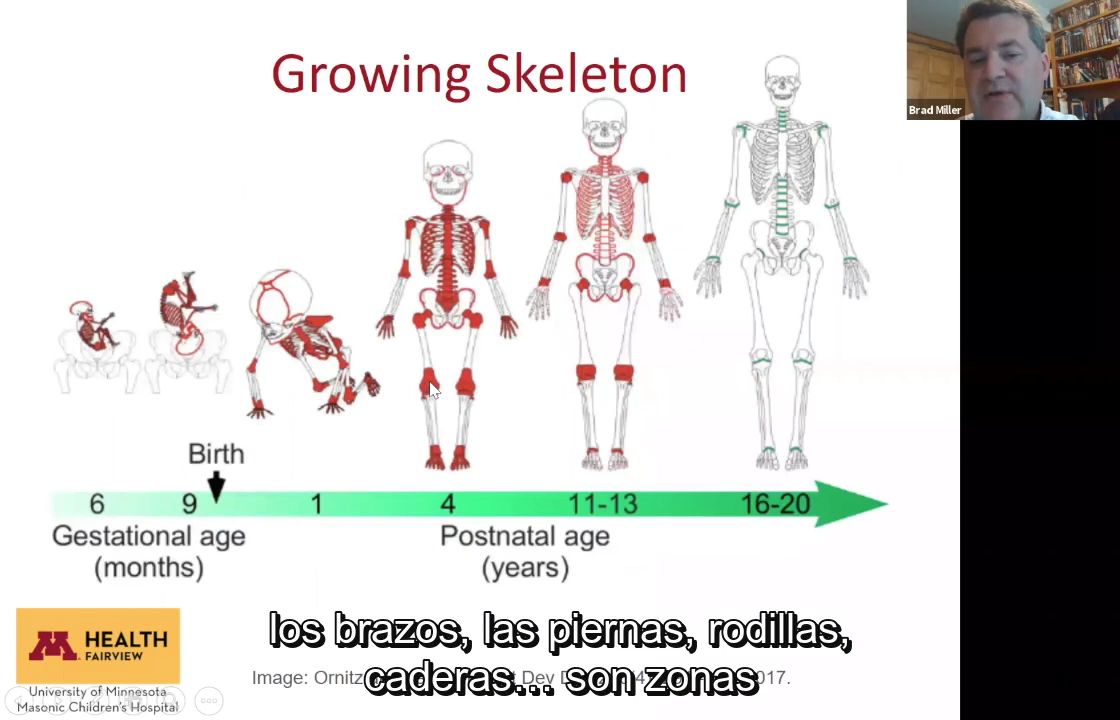 Growing Skeleton
Brad Miller
Birth
6 9 1 4 11-13 16-20
Gestational age
(months)
Postnatal age
(years)
M HEALTH
FAIRVIEW
University of Minnesota
Masonic Children's Hospital
los brazos, las piernas, rodillas,
caderas... son zonas
Image: Dev 2017.